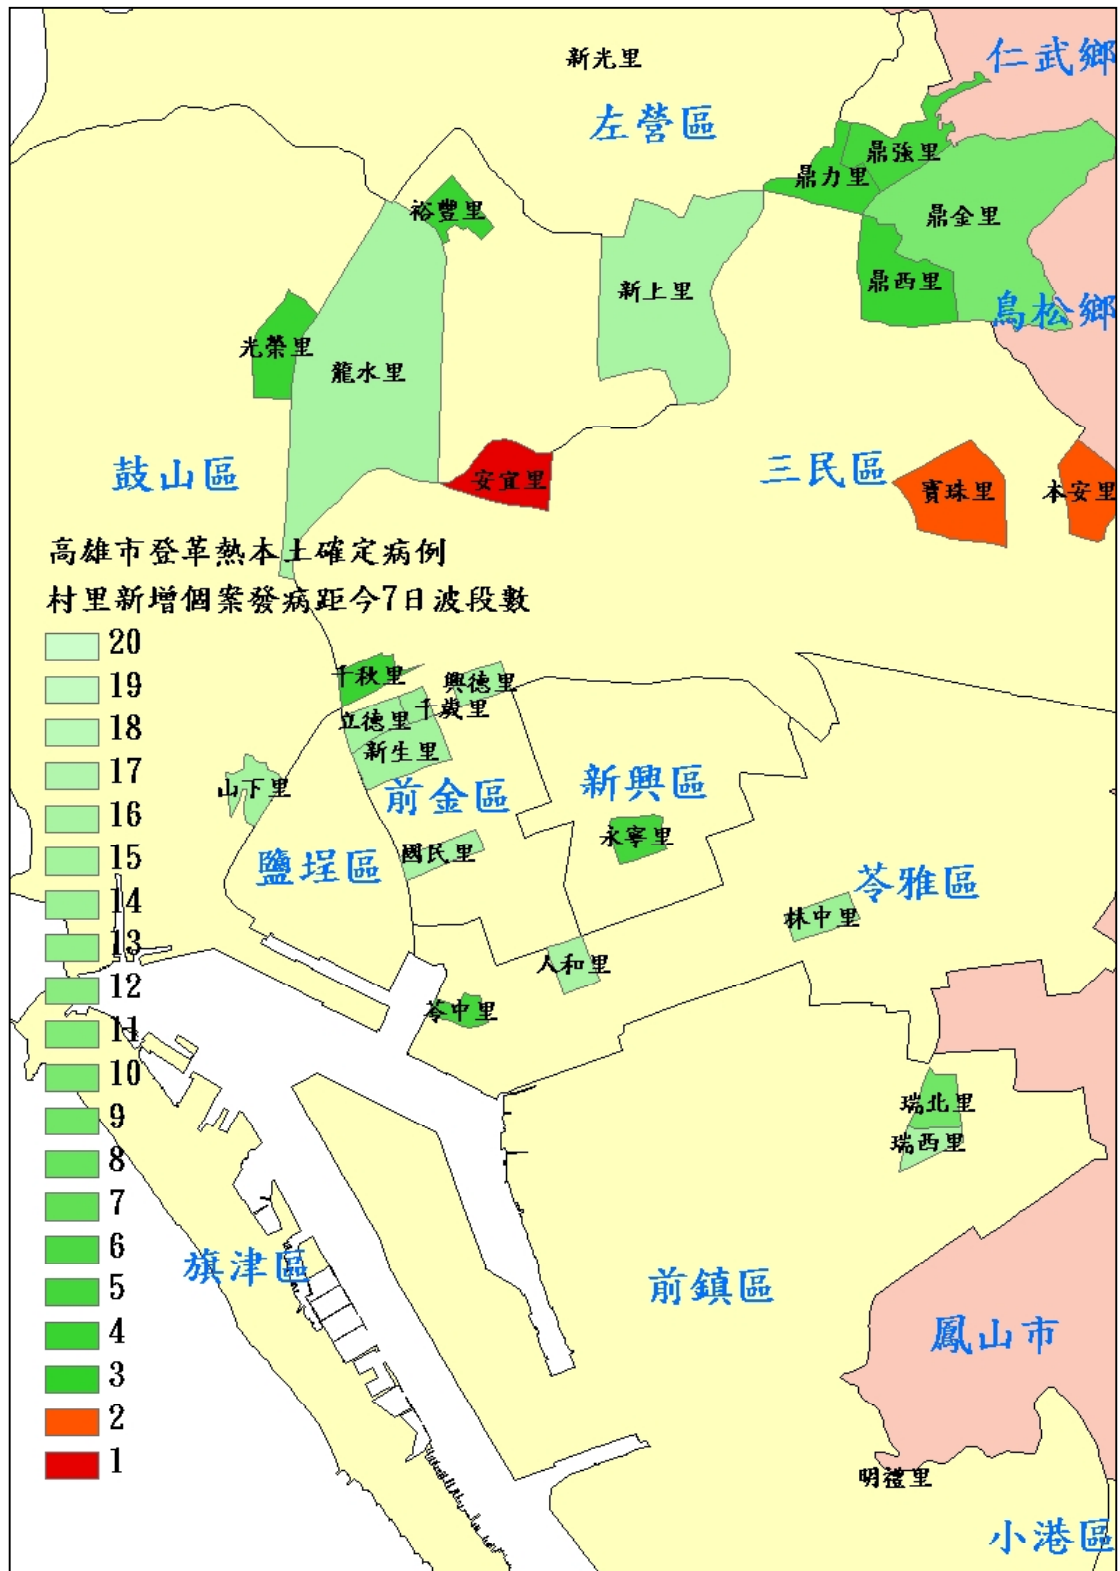 新光里
仁武鄉
左營區
鼎強里
鼎力里
裕豐里
鼎金里
鼎西里
新上里
鳥松鄉
光榮里
龍水里
鼓山區
安宜里
三民區
寶珠里
本安里
高雄市登革熱本土確定病例
村里新增個案發病距今7日波段數
20
19
18
17
16
15
14
13
12
11
10
9
8
7
6
5
4
3
2
1
千秋里
興德里
立德里
千歲里
新生里
山下里
前金區
新興區
永寧里
國民里
鹽埕區
苓雅區
林中里
人和里
苓中里
瑞北里
瑞西里
旗津區
前鎮區
鳳山市
明禮里
小港區